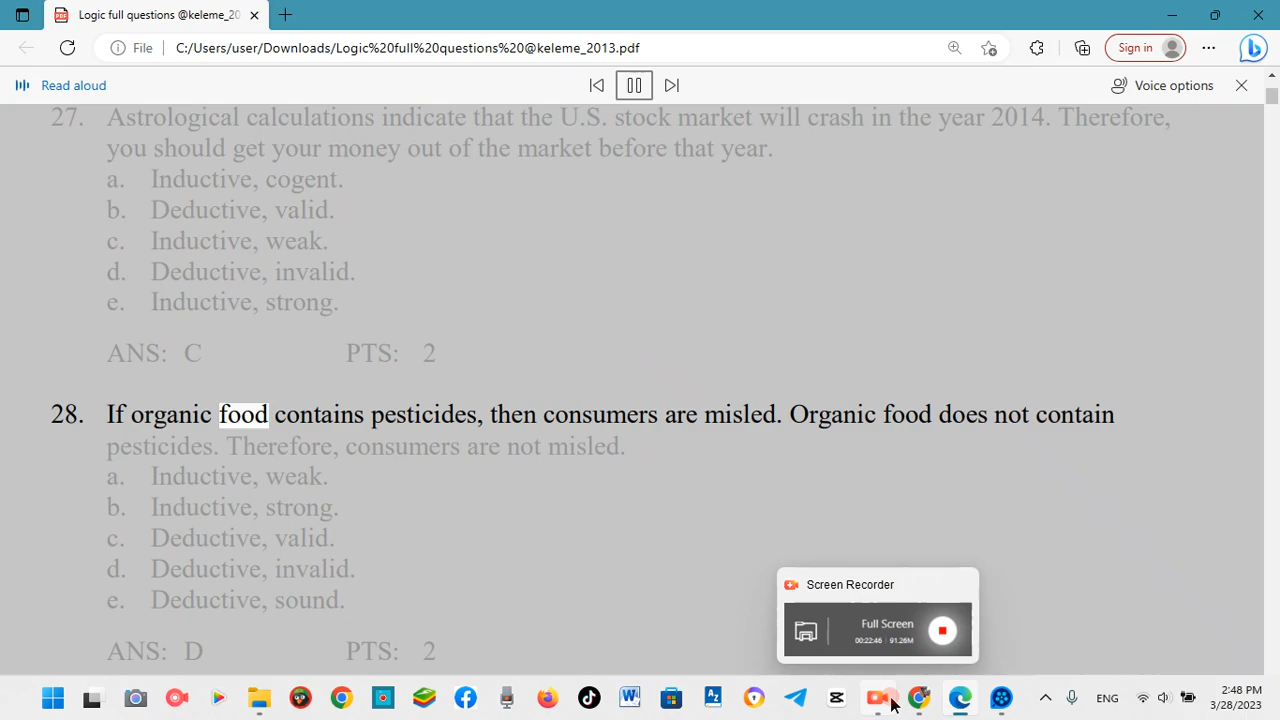 Logic full questions @keleme_20
File C:/Users/user/Downloads/Logic%20full%20questions%20@keleme_2013.pdf Sign in
Read aloud Voice options
27. Astrological calculations indicate that the U.S. stock market will crash in the year 2014. Therefore,
you should get your money out of the market before that year.
a. Inductive, cogent.
b. Deductive, valid.
c. Inductive, weak.
d. Deductive, invalid.
e. Inductive, strong.
ANS: C PTS: 2
28. If organic food contains pesticides, then consumers are misled. Organic food does not contain
pesticides. Therefore, consumers are not misled.
a. Inductive, weak.
b. Inductive, strong.
c. Deductive, valid.
d. Deductive, invalid.
e. Deductive, sound.
ANS: D PTS: 2
Screen Recorder
Full Screen
00:22:46 91.26M
ENG 2:48 PM
3/28/2023